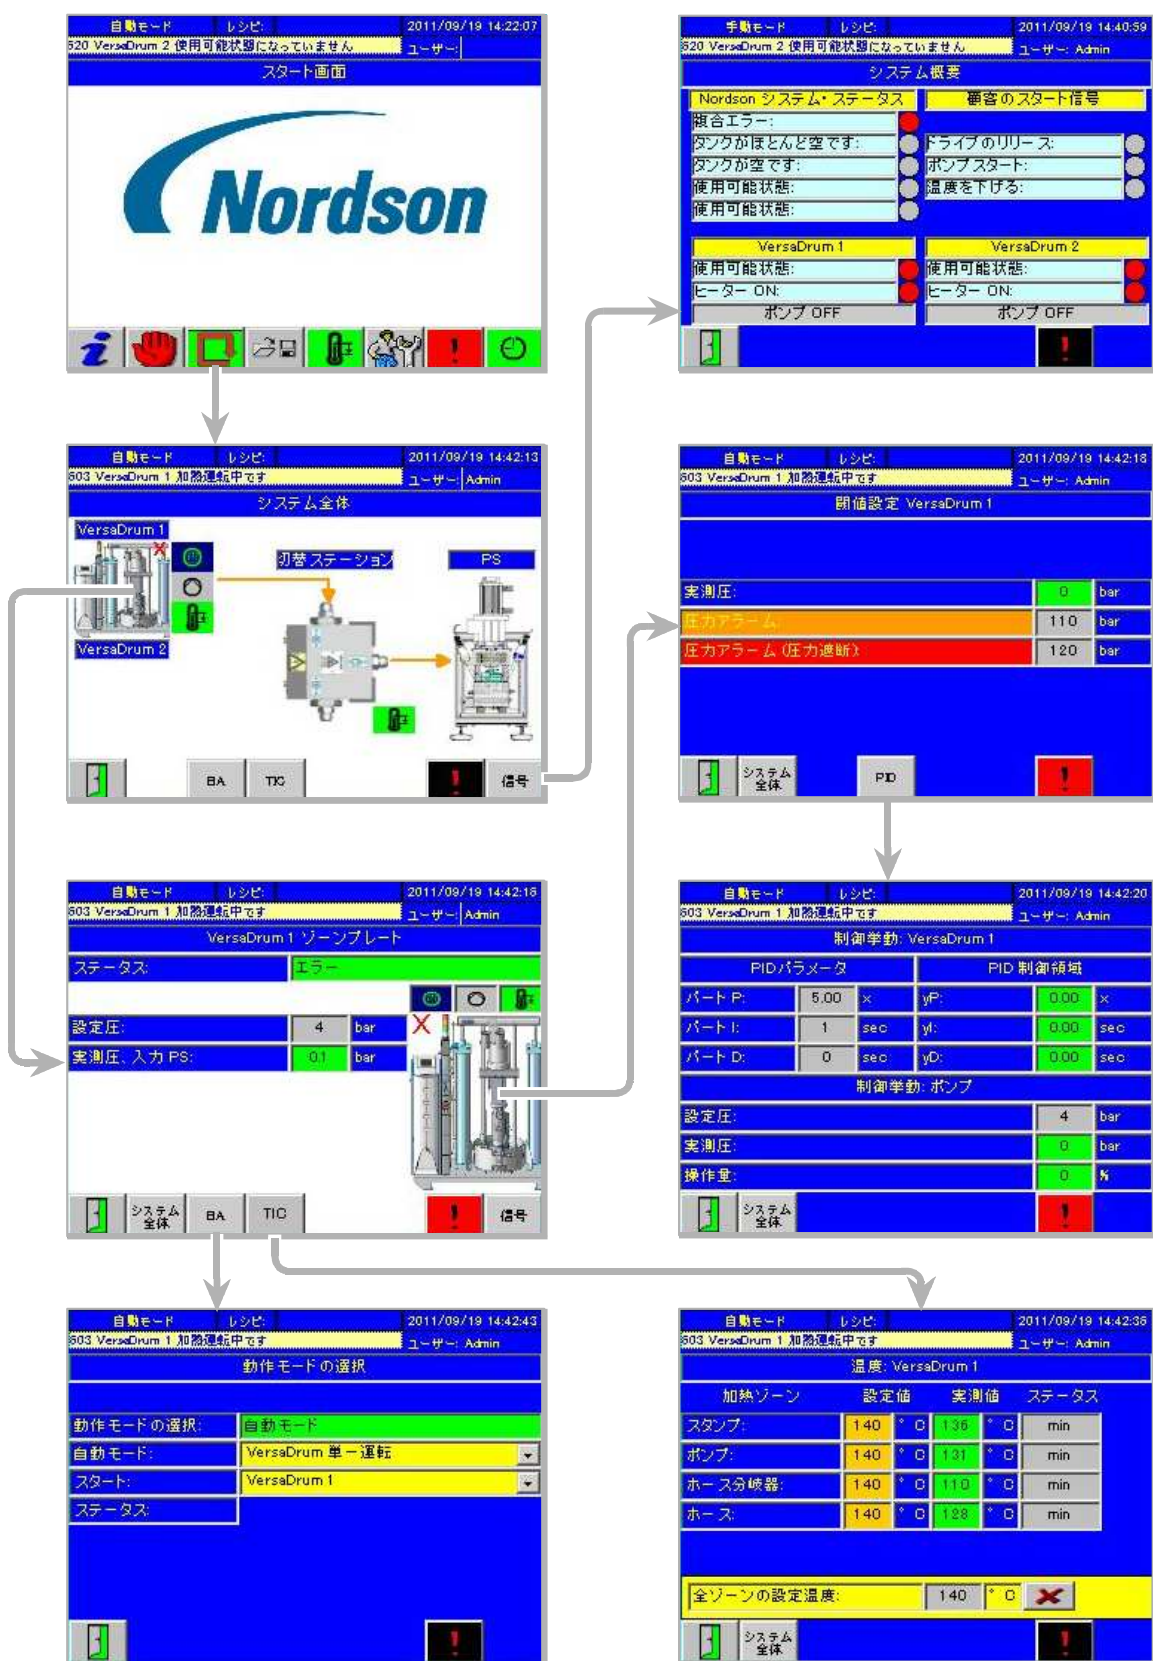 自動モード レシピ: 2011/09/19 14:22:07
520 VersaDrum 2 使用可能状態になっていません ユーザー:
スタート画面
Nordson
手動モード レシピ: 2011/09/19 14:40:59
520 VersaDrum 2 使用可能状態になっていません ユーザー: Admin
システム概要
Nordson システム・ステータス 顧客のスタート信号
複合エラー:
タンクがほとんど空です: ドライブのリリース:
タンクが空です: ポンプスタート:
使用可能状態: 温度を下げる:
使用可能状態:
VersaDrum 1 VersaDrum 2
使用可能状態: 使用可能状態:
ヒーター ON: ヒーター ON:
ポンプ OFF ポンプ OFF
自動モード レシピ: 2011/09/19 14:42:13
603 VersaDrum 1 加熱運転中です ユーザー: Admin
システム全体
VersaDrum 1
切替ステーション PS
VersaDrum 2
BA TIC 信号
自動モード レシピ: 2011/09/19 14:42:18
603 VersaDrum 1 加熱運転中です ユーザー: Admin
閾値設定 VersaDrum 1
実測圧: 0 bar
圧力アラーム: 110 bar
圧力アラーム (圧力遮断): 120 bar
システム
全体
PID
自動モード レシピ: 2011/09/19 14:42:16
603 VersaDrum 1 加熱運転中です ユーザー: Admin
VersaDrum 1 ゾーンプレート
ステータス: エラー
設定圧: 4 bar
実測圧、入力 PS: 0.1 bar
システム
全体
BA TIC 信号
自動モード レシピ: 2011/09/19 14:42:20
603 VersaDrum 1 加熱運転中です ユーザー: Admin
制御挙動: VersaDrum 1
PIDパラメータ PID 制御領域
パート P: 5.00 x yP: 0.00 x
パート I: 1 sec yI: 0.00 sec
パート D: 0 sec yD: 0.00 sec
制御挙動: ポンプ
設定圧: 4 bar
実測圧: 0 bar
操作量: 0 %
システム
全体
自動モード レシピ: 2011/09/19 14:42:43
603 VersaDrum 1 加熱運転中です ユーザー: Admin
動作モードの選択
動作モードの選択: 自動モード
自動モード: VersaDrum 単一運転
スタート: VersaDrum 1
ステータス:
自動モード レシピ: 2011/09/19 14:42:36
603 VersaDrum 1 加熱運転中です ユーザー: Admin
温度: VersaDrum 1
加熱ゾーン 設定値 実測値 ステータス
スタンプ: 140 ° C 136 ° C min
ポンプ: 140 ° C 131 ° C min
ホース分岐器: 140 ° C 110 ° C min
ホース: 140 ° C 128 ° C min
全ゾーンの設定温度: 140 ° C
システム
全体